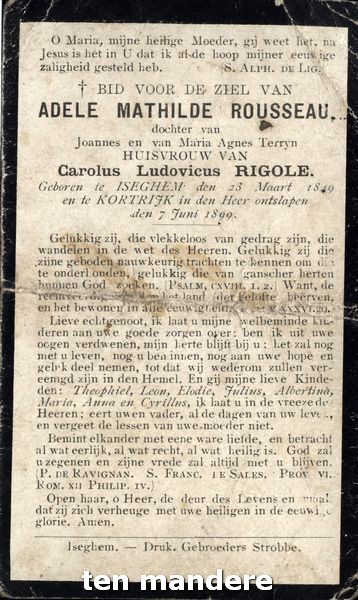 O Maria, mijne heilige Moeder, gij weet het, na
Jesus is het in U dat ik al de hoop mijner eeuwige
zaligheid gesteld heb. S. ALPH. DE LIG.
† BID VOOR DE ZIEL VAN
ADELE MATHILDE ROUSSEAU,
dochter van
Joannes en van Maria Agnes Terryn
HUISVROUW VAN
Carolus Ludovicus RIGOLE.
Geboren te ISEGHEM den 23 Maart 1849
en te KORTRIJK in den Heer ontslapen
den 7 Juni 1899.
Gelukkig zij, die vlekkeloos van gedrag zijn, die
wandelen in de wet des Heeren. Gelukkig zij die
zijne geboden nauwkeurig trachten te kennen om die
te onderhouden, gelukkig die van ganscher herten
hunnen God zoeken. (PSALM, CXVIII, 1. 2.) Want, de
het land der belofte beërven,
en het bewonen in alle eeuwigheid. XXXVI. 29.
Lieve echtgenoot, ik laat u mijne welbeminde kin-
deren aan uwe goede zorgen over: ben ik uit uwe
oogen verdwenen, mijn herte blijft bij u: het zal nog
met u leven, nog u beminnen, nog aan uwe hoop en
gebed deel nemen, tot dat wij wederom zullen ver-
eemgd zijn in den Hemel. En gij mijne lieve Kinde-
den: Theophiel, Leon, Elodie, Julius, Albertina,
Maria, Anna en Cyrillus, ik laat u in de vreeze des
Heeren; eert uwen vader, al de dagen van uw leven,
en vergeet ons uwe moeder niet.
Bemint elkander met eene ware liefde, en betracht
al wat eerlijk, al wat recht, al wat heilig is. God zal
u zegenen en zijne vrede zal altijd met u blijven.
(P. DE RAVIGNAN. S. FRANC. DE SALES. PROV. VI.
ROM. XII PHILIP. IV.)
Open haar, o Heer, de deur des Levens en maak
dat zij zich verheuge met uwe heiligen in de eeuwige
glorie. Amen.
Iseghem. — Druk. Gebroeders Strobbe.
ten mandere